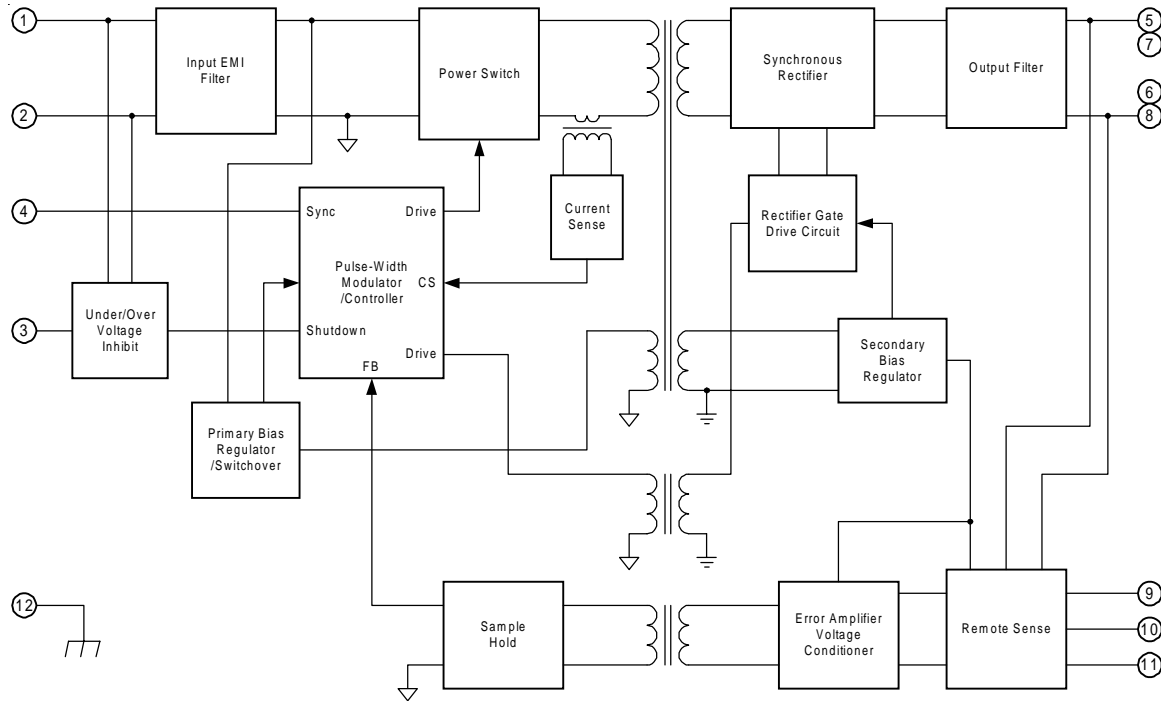 1
Input EMI
Filter
Power Switch
Synchronous
Rectifier
Output Filter
5
7
2
6
8
4
Sync
Drive
Current
Sense
Rectifier Gate
Drive Circuit
Pulse-Width
Modulator
/Controller
CS
3
Under/Over
Voltage
Inhibit
Shutdown
Drive
FB
Secondary
Bias
Regulator
Primary Bias
Regulator
/Switchover
12
Sample
Hold
Error Amplifier
Voltage
Conditioner
Remote Sense
9
10
11